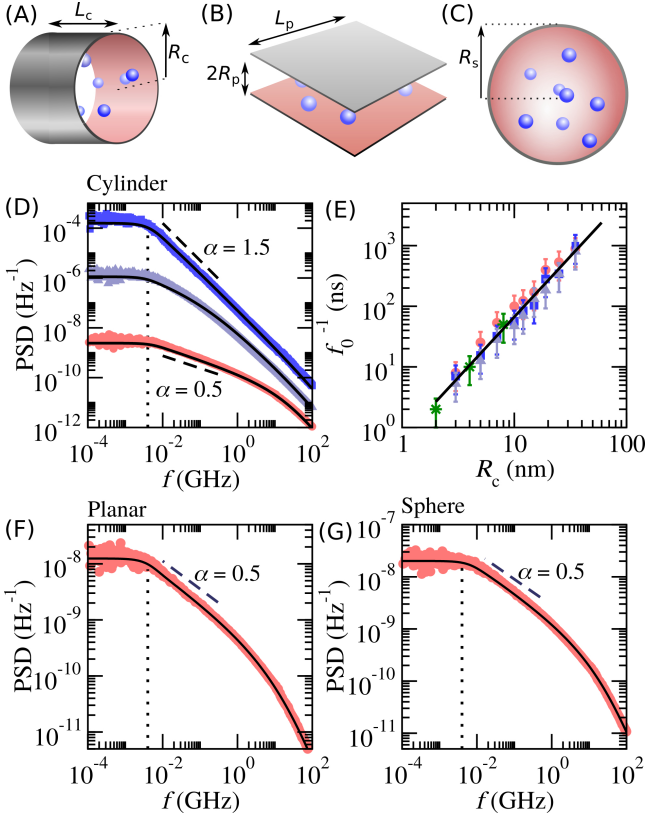 (A)
L_c
R_c
(B)
L_p
2R_p
(C)
R_s
Cylinder
(D)
PSD (Hz^-1)
10^-4
10^-6
10^-8
10^-10
10^-12
α = 1.5
α = 0.5
10^-4 10^-2 10^0 10^2
f (GHz)
(E)
f_0^-1 (ns)
10^3
10^2
10^1
10^0
1 10 100
R_c (nm)
Planar
(F)
PSD (Hz^-1)
10^-8
10^-9
10^-10
10^-11
α = 0.5
10^-4 10^-2 10^0 10^2
f (GHz)
Sphere
(G)
PSD (Hz^-1)
10^-7
10^-8
10^-9
10^-10
10^-11
α = 0.5
10^-4 10^-2 10^0 10^2
f (GHz)